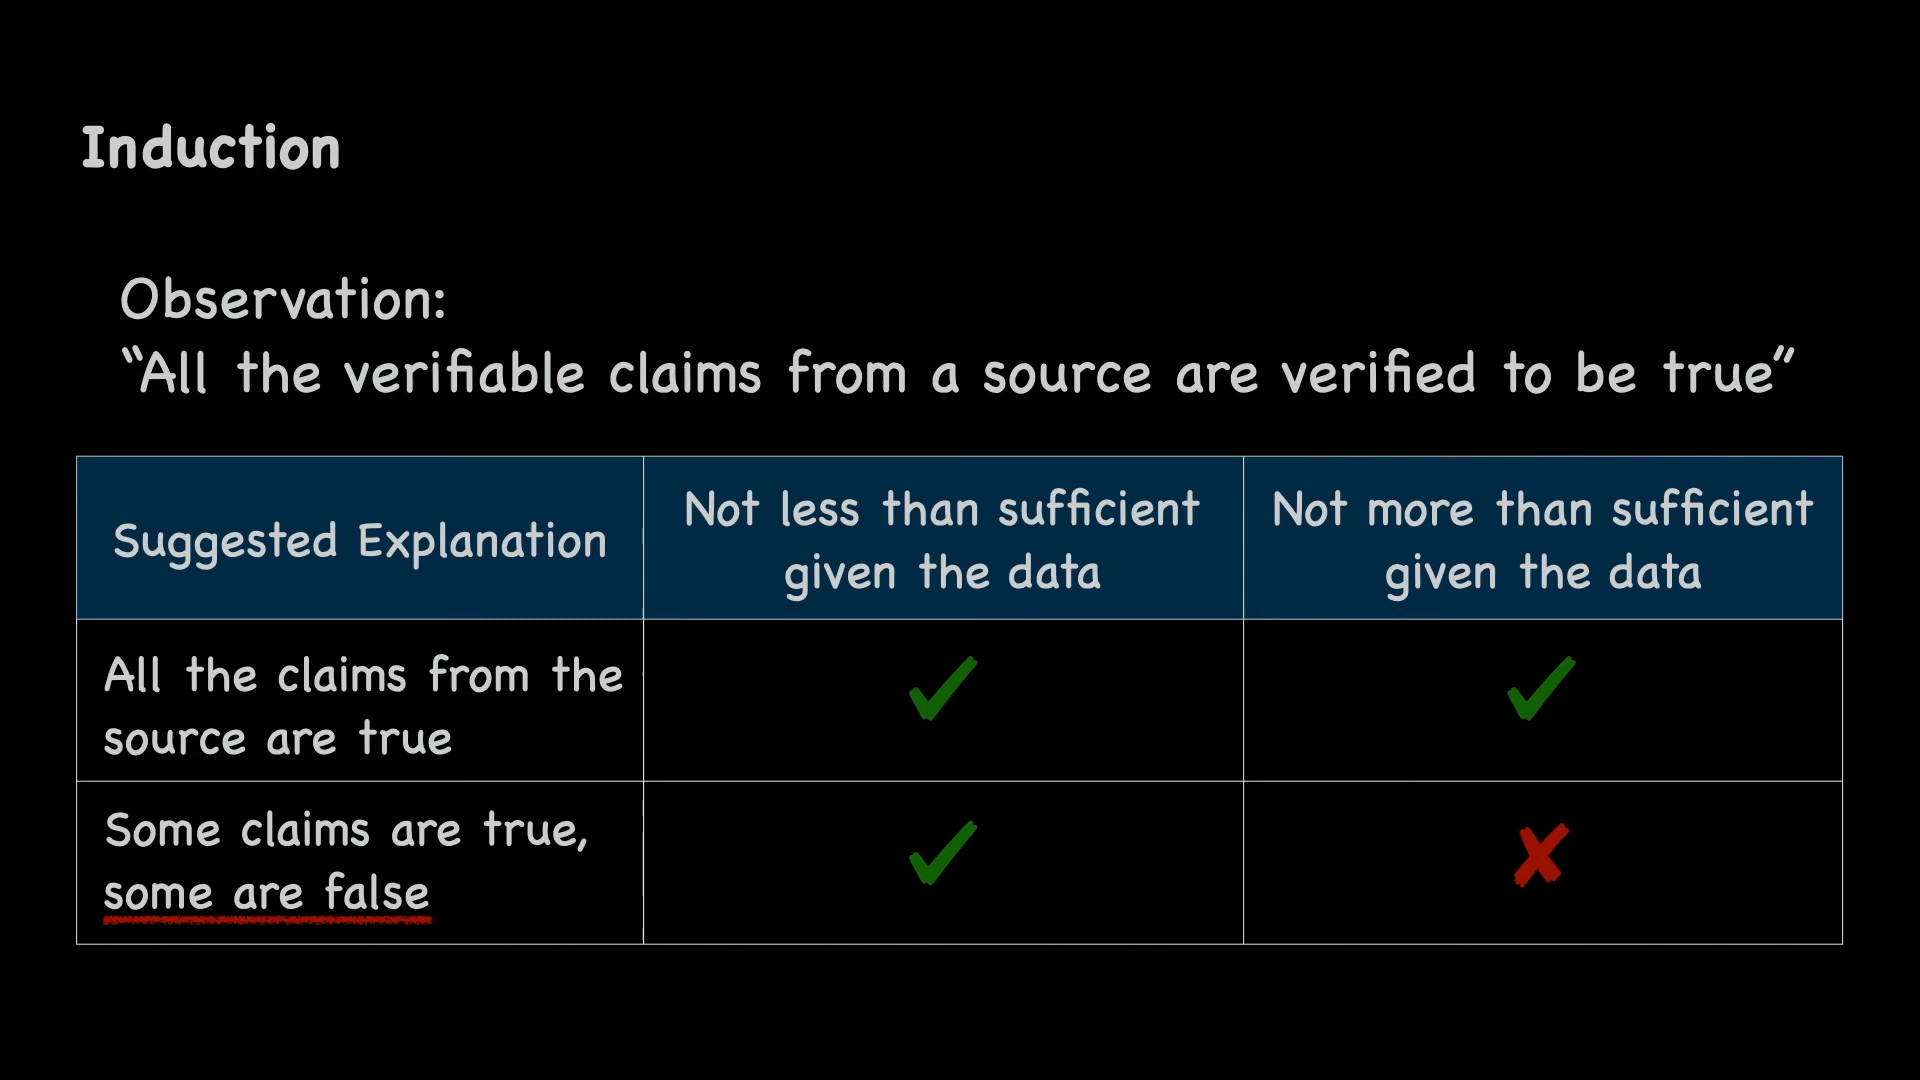 Induction
Observation:
“All the verifiable claims from a source are verified to be true”
Suggested Explanation
Not less than sufficient
given the data
Not more than sufficient
given the data
All the claims from the
source are true
✔
✔
Some claims are true,
some are false
✔
✘